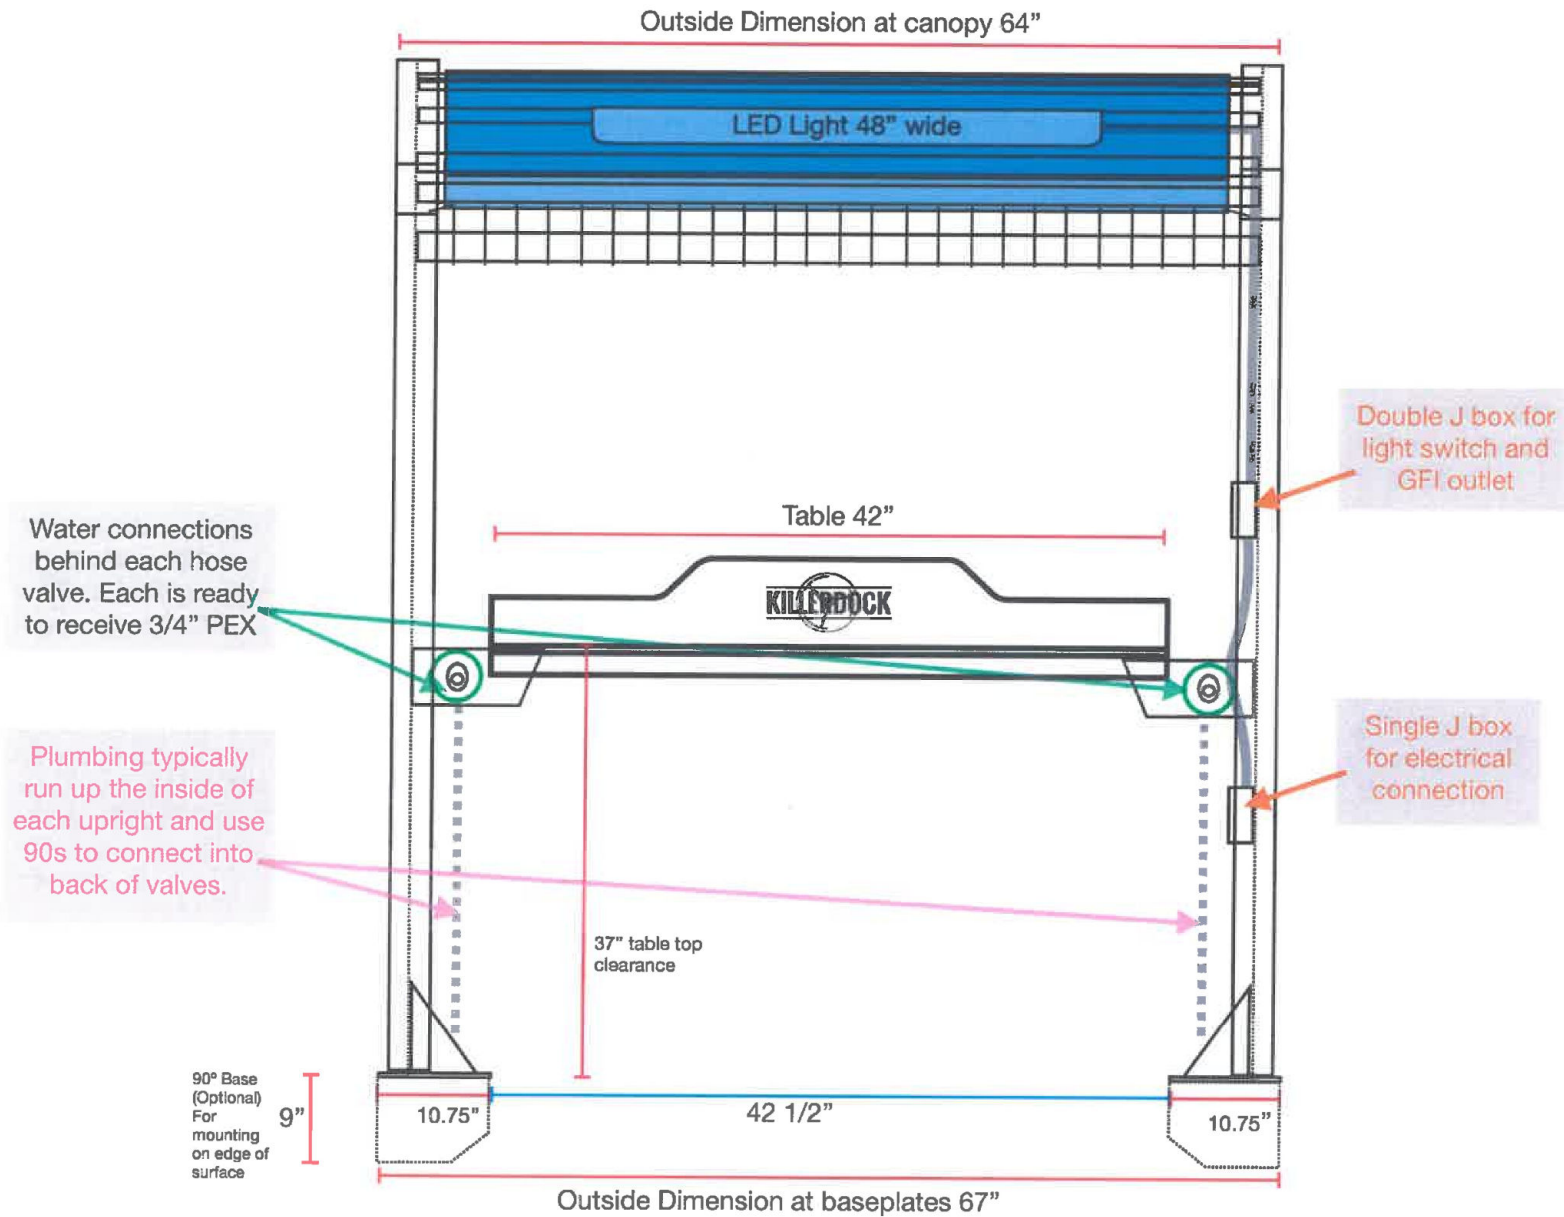 Outside Dimension at canopy 64”
LED Light 48” wide
Double J box for
light switch and
GFI outlet
Table 42”
Water connections
behind each hose
valve. Each is ready
to receive 3/4” PEX
KILLERDOCK
Single J box
for electrical
connection
Plumbing typically
run up the inside of
each upright and use
90s to connect into
back of valves.
37” table top
clearance
90° Base
(Optional)
For
mounting
on edge of
surface
9”
10.75”
42 1/2”
10.75”
Outside Dimension at baseplates 67”